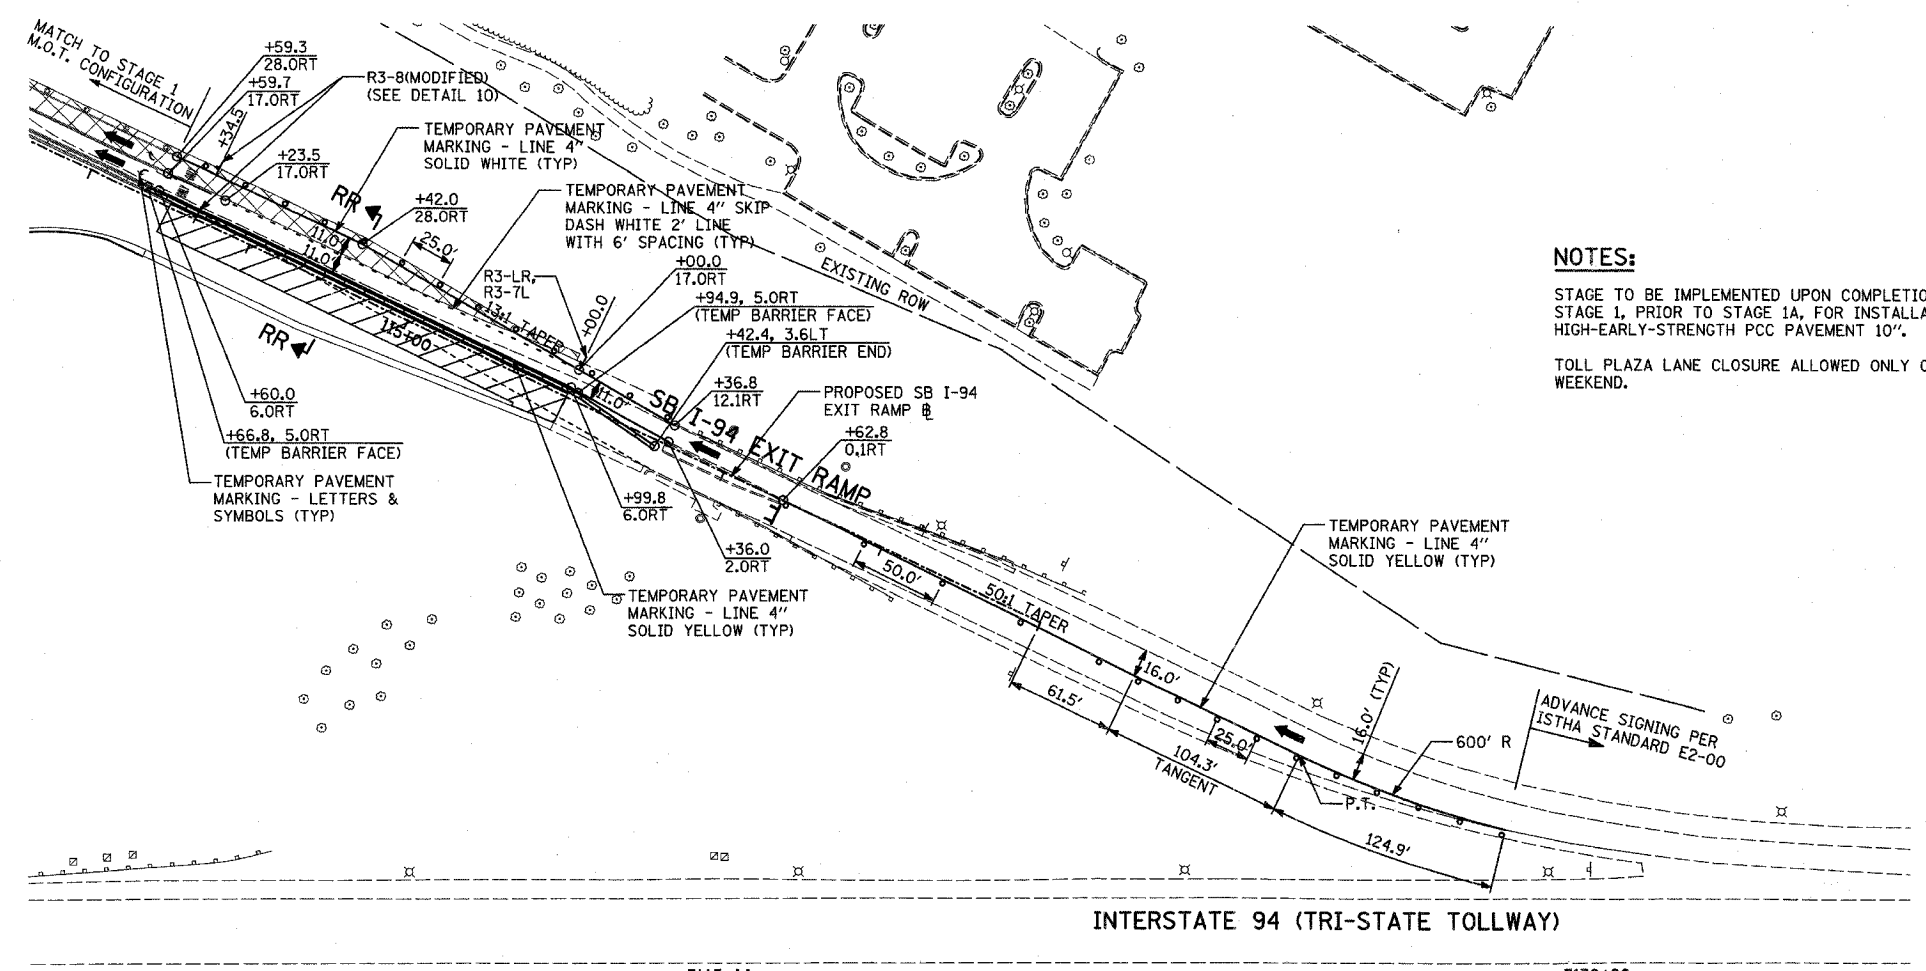 MATCH TO STAGE 1
M.O.T. CONFIGURATION
+59.3
28.0RT
+59.7
17.0RT
+34.5
R3-8(MODIFIED)
(SEE DETAIL 10)
+23.5
17.0RT
TEMPORARY PAVEMENT
MARKING - LINE 4"
SOLID WHITE (TYP)
RR
+42.0
28.0RT
TEMPORARY PAVEMENT
MARKING - LINE 4" SKIP
DASH WHITE 2' LINE
WITH 6' SPACING (TYP)
11.0'
11.0'
25.0'
R3-LR,
R3-7L
+00.0
+00.0
17.0RT
+94.9, 5.0RT
(TEMP BARRIER FACE)
+42.4, 3.6LT
(TEMP BARRIER END)
13:1 TAPER
115+00
RR
EXISTING ROW
NOTES:
STAGE TO BE IMPLEMENTED UPON COMPLETIO
STAGE 1, PRIOR TO STAGE 1A, FOR INSTALLA
HIGH-EARLY-STRENGTH PCC PAVEMENT 10".
TOLL PLAZA LANE CLOSURE ALLOWED ONLY O
WEEKEND.
+60.0
6.0RT
+66.8, 5.0RT
(TEMP BARRIER FACE)
TEMPORARY PAVEMENT
MARKING - LETTERS &
SYMBOLS (TYP)
11.0'
SB I-94 EXIT RAMP
+36.8
12.1RT
PROPOSED SB I-94
EXIT RAMP ℄
+62.8
0.1RT
+99.8
6.0RT
+36.0
2.0RT
TEMPORARY PAVEMENT
MARKING - LINE 4"
SOLID YELLOW (TYP)
50.0'
50:1 TAPER
TEMPORARY PAVEMENT
MARKING - LINE 4"
SOLID YELLOW (TYP)
16.0'
61.5'
104.3'
TANGENT
25.0'
16.0' (TYP)
600' R
P.T.
124.9'
ADVANCE SIGNING PER
ISTHA STANDARD E2-00
INTERSTATE 94 (TRI-STATE TOLLWAY)